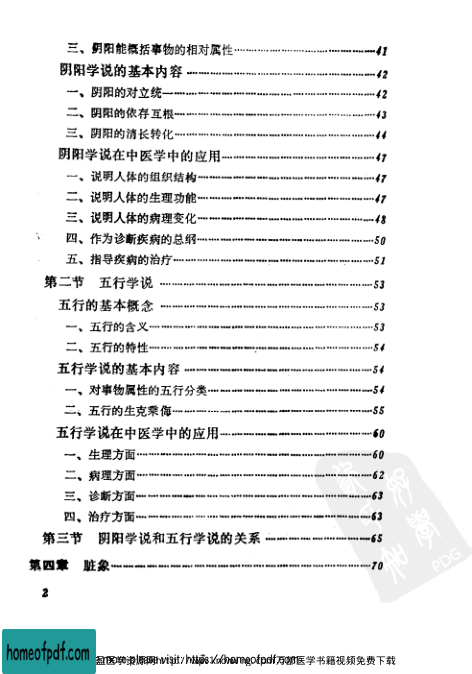 三、阴阳能概括事物的相对属性……41
阴阳学说的基本内容……42
一、阴阳的对立统一……42
二、阴阳的依存互根……43
三、阴阳的消长转化……44
阴阳学说在中医学中的应用……47
一、说明人体的组织结构……47
二、说明人体的生理功能……47
三、说明人体的病理变化……48
四、作为诊断疾病的总纲……50
五、指导疾病的治疗……51
第二节 五行学说……53
五行的基本概念……53
一、五行的含义……53
二、五行的特性……54
五行学说的基本内容……54
一、对事物属性的五行分类……54
二、五行的生克乘侮……55
五行学说在中医学中的应用……60
一、生理方面……60
二、病理方面……62
三、诊断方面……63
四、治疗方面……63
第三节 阴阳学说和五行学说的关系……65
第四章 脏象……70
PDG
2
homeofpdf.com
医学书籍视频免费下载